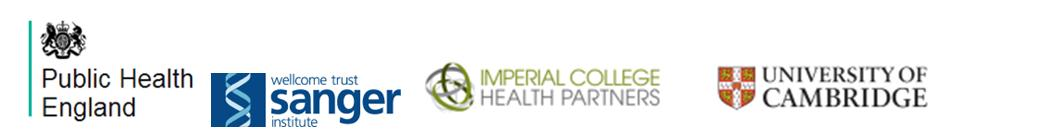 Public Health
England
wellcome trust
sanger
institute
IMPERIAL COLLEGE
HEALTH PARTNERS
UNIVERSITY OF
CAMBRIDGE